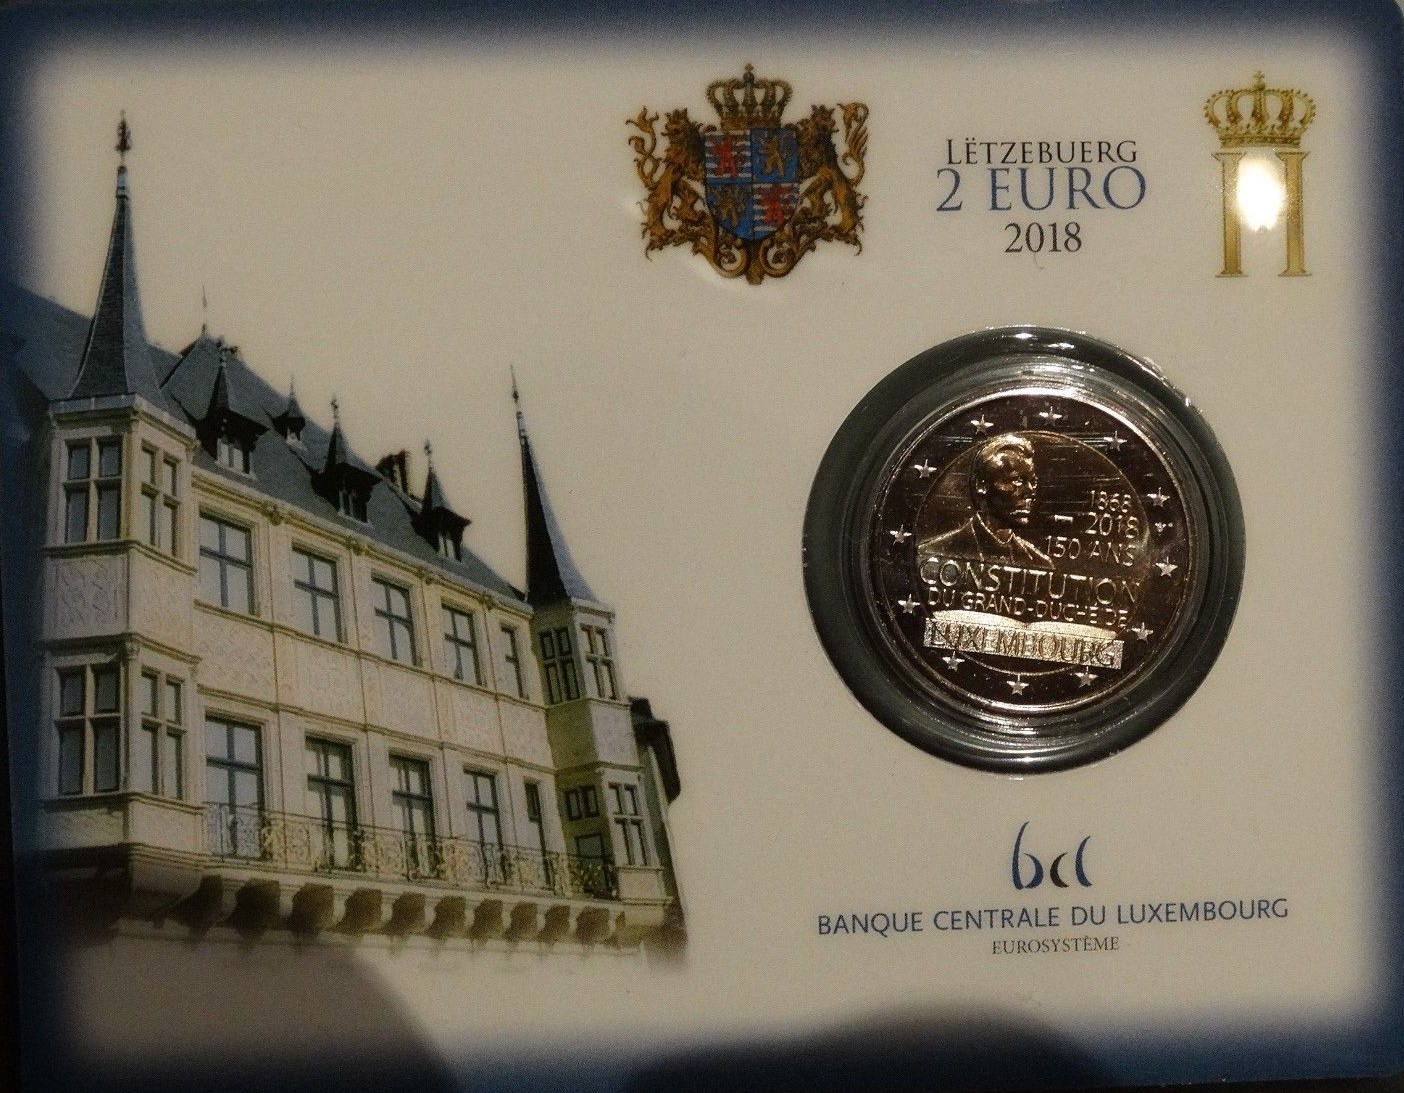 LËTZEBUERG
2 EURO
2018
1868
– 2018
150 ANS
CONSTITUTION
DU GRAND-DUCHÉ DE
LUXEMBOURG
bcl
BANQUE CENTRALE DU LUXEMBOURG
EUROSYSTÈME